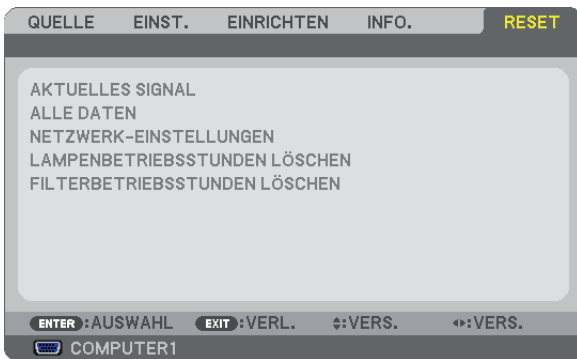 QUELLE EINST. EINRICHTEN INFO. RESET
AKTUELLES SIGNAL
ALLE DATEN
NETZWERK-EINSTELLUNGEN
LAMPENBETRIEBSSTUNDEN LÖSCHEN
FILTERBETRIEBSSTUNDEN LÖSCHEN
ENTER :AUSWAHL EXIT :VERL. ♦:VERS. ◂▸:VERS.
COMPUTER1